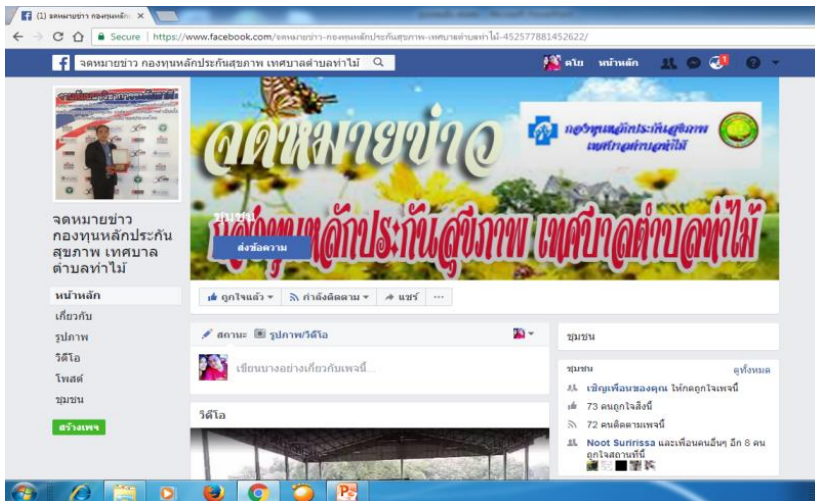 (1) จดหมายข่าว กองทุนหลัก
Secure | https://www.facebook.com/จดหมายข่าว-กองทุนหลักประกันสุขภาพ-เทศบาลตำบลท่าไม้-452577881452622/
จดหมายข่าว กองทุนหลักประกันสุขภาพ เทศบาลตำบลท่าไม้
หน้าหลัก
จดหมายข่าว
กองทุนหลักประกันสุขภาพ
เทศบาลตำบลท่าไม้
กองทุนหลักประกันสุขภาพ เทศบาลตำบลท่าไม้
ชุมชน
ส่งข้อความ
จดหมายข่าว
กองทุนหลักประกัน
สุขภาพ เทศบาล
ตำบลท่าไม้
หน้าหลัก
เกี่ยวกับ
รูปภาพ
วิดีโอ
โพสต์
ชุมชน
สร้างเพจ
ถูกใจแล้ว
กำลังติดตาม
แชร์
สถานะ
รูปภาพ/วิดีโอ
เขียนบางอย่างเกี่ยวกับเพจนี้...
วิดีโอ
ชุมชน
ชุมชน
ดูทั้งหมด
เชิญเพื่อนของคุณ ให้กดถูกใจเพจนี้
73 คนถูกใจสิ่งนี้
72 คนติดตามเพจนี้
Noot Suririssa และเพื่อนคนอื่นๆ อีก 8 คน
ถูกใจสถานที่นี้